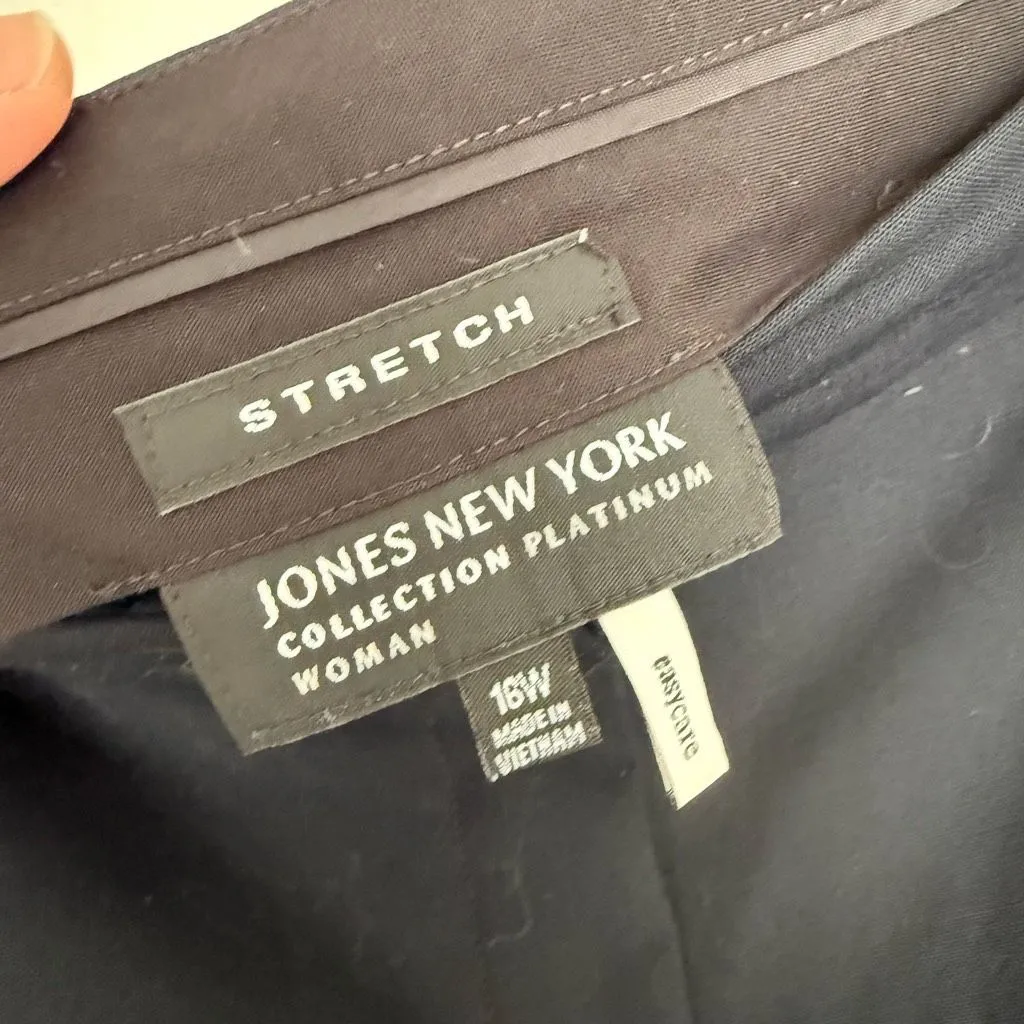 STRETCH
JONES NEW YORK
COLLECTION PLATINUM
WOMAN
16W
MADE IN
VIETNAM
easycare